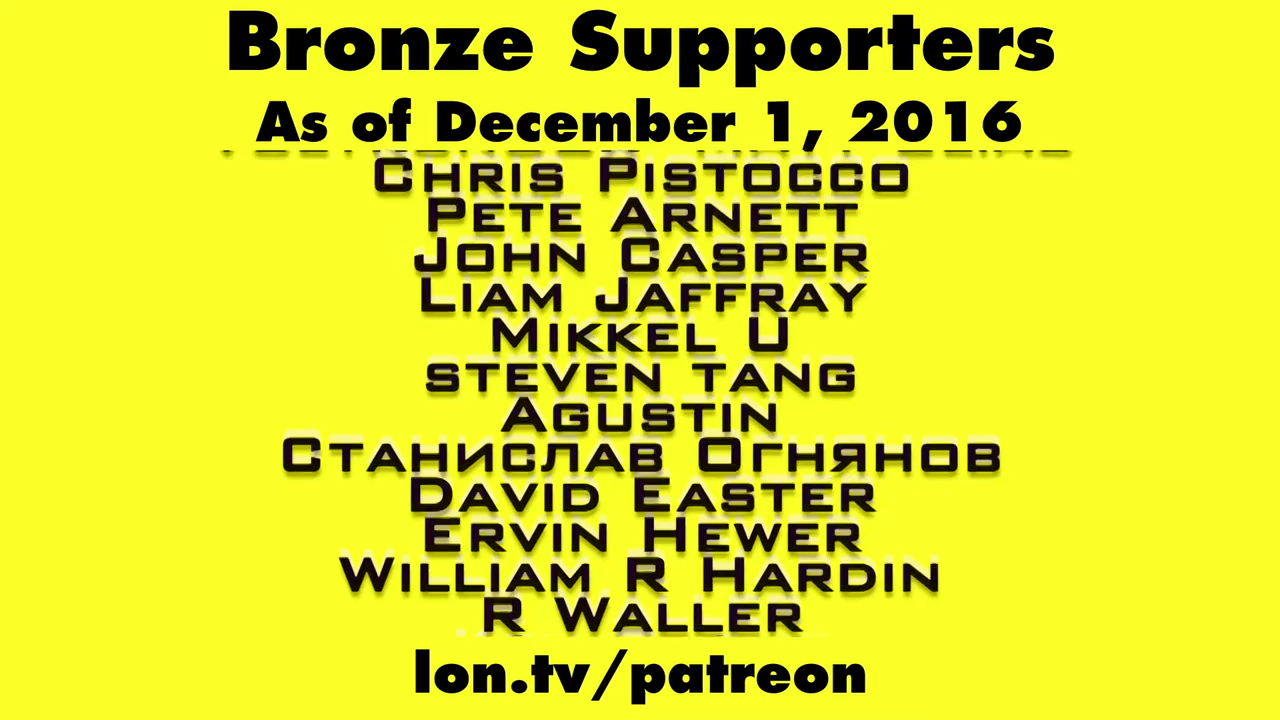 Bronze Supporters
As of December 1, 2016
Chris Pistocco
Pete Arnett
John Casper
Liam Jaffray
Mikkel U
steven tang
Agustin
Станислав Огнянов
David Easter
Ervin Hewer
William R Hardin
R Waller
lon.tv/patreon